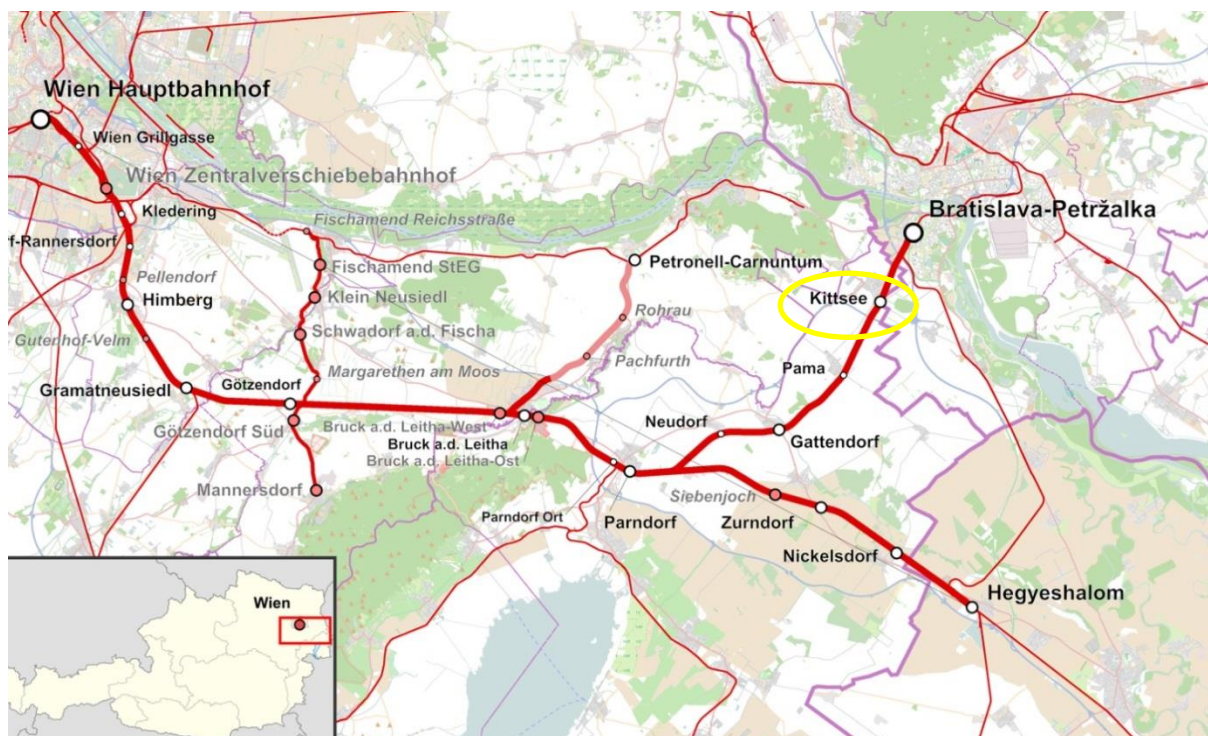 Wien Hauptbahnhof
Wien Grillgasse
Wien Zentralverschiebebahnhof
Kledering
Fischamend Reichsstraße
Bratislava-Petržalka
f-Rannersdorf
Petronell-Carnuntum
Fischamend StEG
Pellendorf
Klein Neusiedl
Himberg
Kittsee
Rohrau
Schwadorf a.d. Fischa
Gutenhof-Velm
Pachfurth
Margarethen am Moos
Pama
Gramatneusiedl
Götzendorf
Götzendorf Süd
Bruck a.d. Leitha-West
Bruck a.d. Leitha
Bruck a.d. Leitha-Ost
Neudorf
Gattendorf
Mannersdorf
Siebenjoch
Parndorf Ort
Parndorf
Zurndorf
Nickelsdorf
Hegyeshalom
Wien